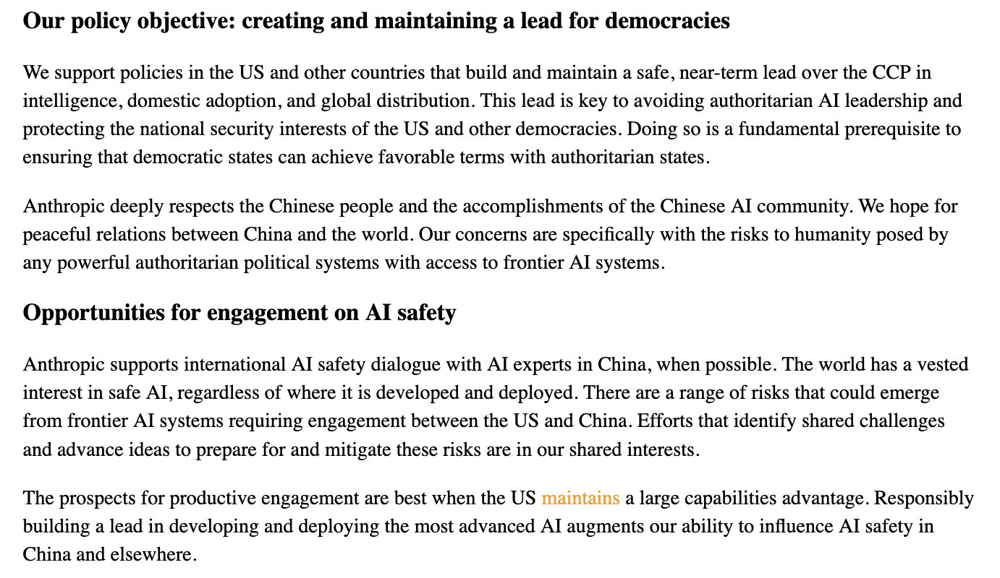 Our policy objective: creating and maintaining a lead for democracies
We support policies in the US and other countries that build and maintain a safe, near-term lead over the CCP in
intelligence, domestic adoption, and global distribution. This lead is key to avoiding authoritarian AI leadership and
protecting the national security interests of the US and other democracies. Doing so is a fundamental prerequisite to
ensuring that democratic states can achieve favorable terms with authoritarian states.
Anthropic deeply respects the Chinese people and the accomplishments of the Chinese AI community. We hope for
peaceful relations between China and the world. Our concerns are specifically with the risks to humanity posed by
any powerful authoritarian political systems with access to frontier AI systems.
Opportunities for engagement on AI safety
Anthropic supports international AI safety dialogue with AI experts in China, when possible. The world has a vested
interest in safe AI, regardless of where it is developed and deployed. There are a range of risks that could emerge
from frontier AI systems requiring engagement between the US and China. Efforts that identify shared challenges
and advance ideas to prepare for and mitigate these risks are in our shared interests.
The prospects for productive engagement are best when the US maintains a large capabilities advantage. Responsibly
building a lead in developing and deploying the most advanced AI augments our ability to influence AI safety in
China and elsewhere.